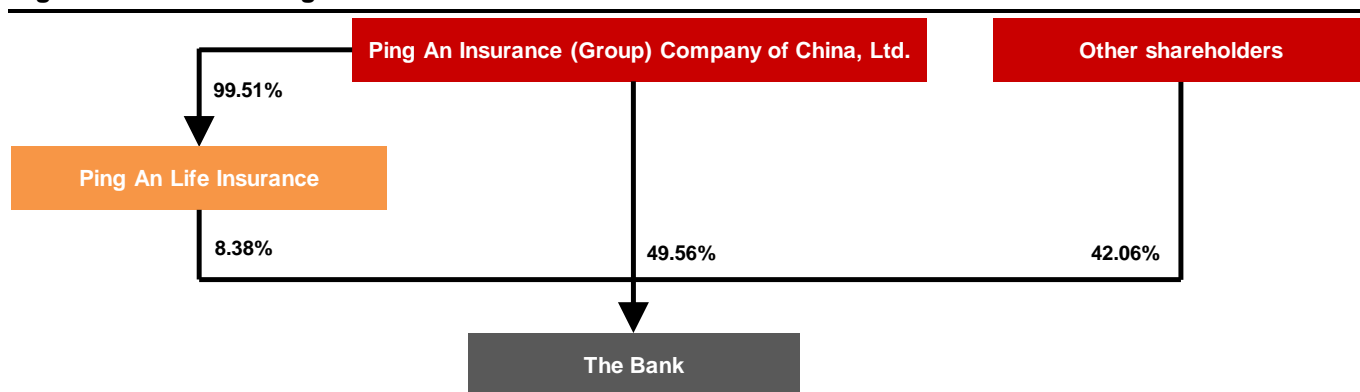 Ping An Insurance (Group) Company of China, Ltd.
Other shareholders
99.51%
Ping An Life Insurance
8.38%
49.56%
42.06%
The Bank